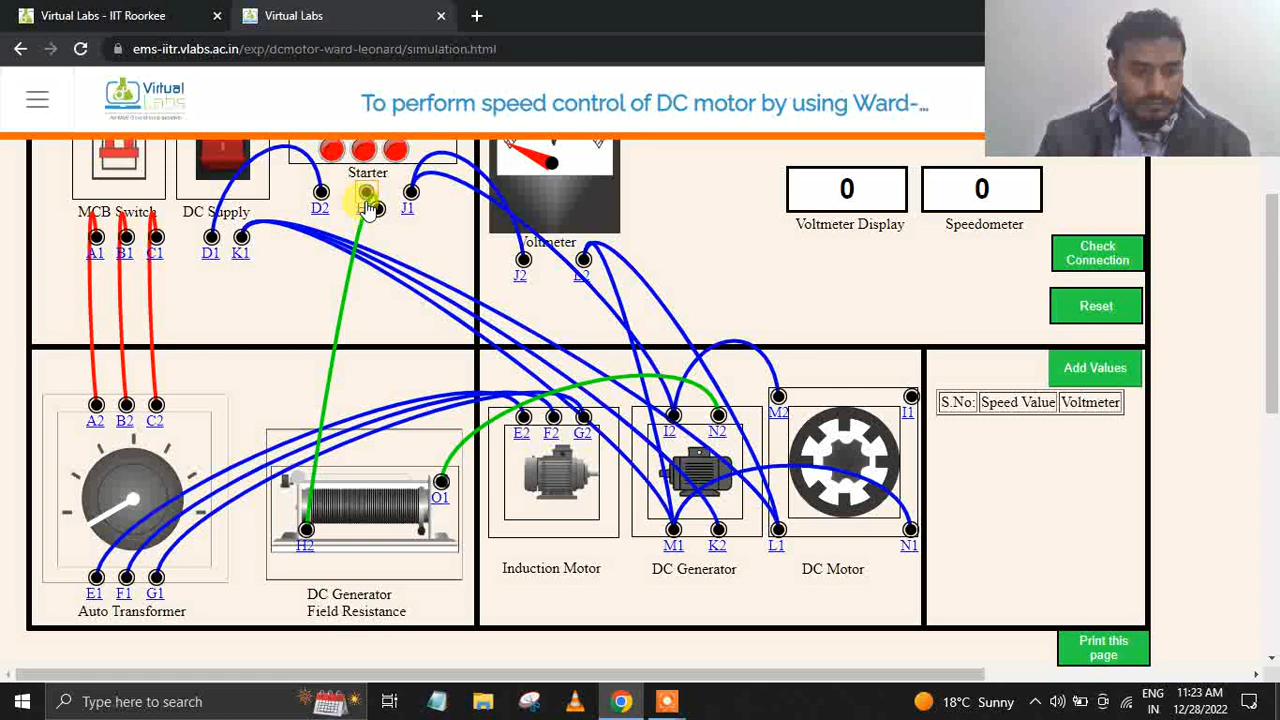 Virtual Labs - IIT Roorkee
Virtual Labs
ems-iitr.vlabs.ac.in/exp/dcmotor-ward-leonard/simulation.html
Virtual
Labs
To perform speed control of DC motor by using Ward-...
Starter
MCB Switch
DC Supply
D2
J1
A1
B1
C1
D1
K1
Voltmeter
J2
L2
0
0
Voltmeter Display
Speedometer
Check
Connection
Reset
Add Values
S.No:
Speed Value
Voltmeter
A2
B2
C2
E1
F1
G1
Auto Transformer
O1
H2
DC Generator
Field Resistance
E2
F2
G2
Induction Motor
I2
N2
M1
K2
DC Generator
M2
I1
L1
N1
DC Motor
Print this
page
Type here to search
18°C Sunny
ENG
IN
11:23 AM
12/28/2022